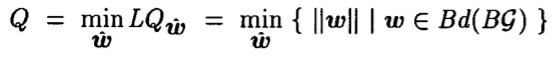 Q = min_{ŵ} LQ_{ŵ} = min_{ŵ} { ‖w‖ | w ∈ Bd(B𝒢) }